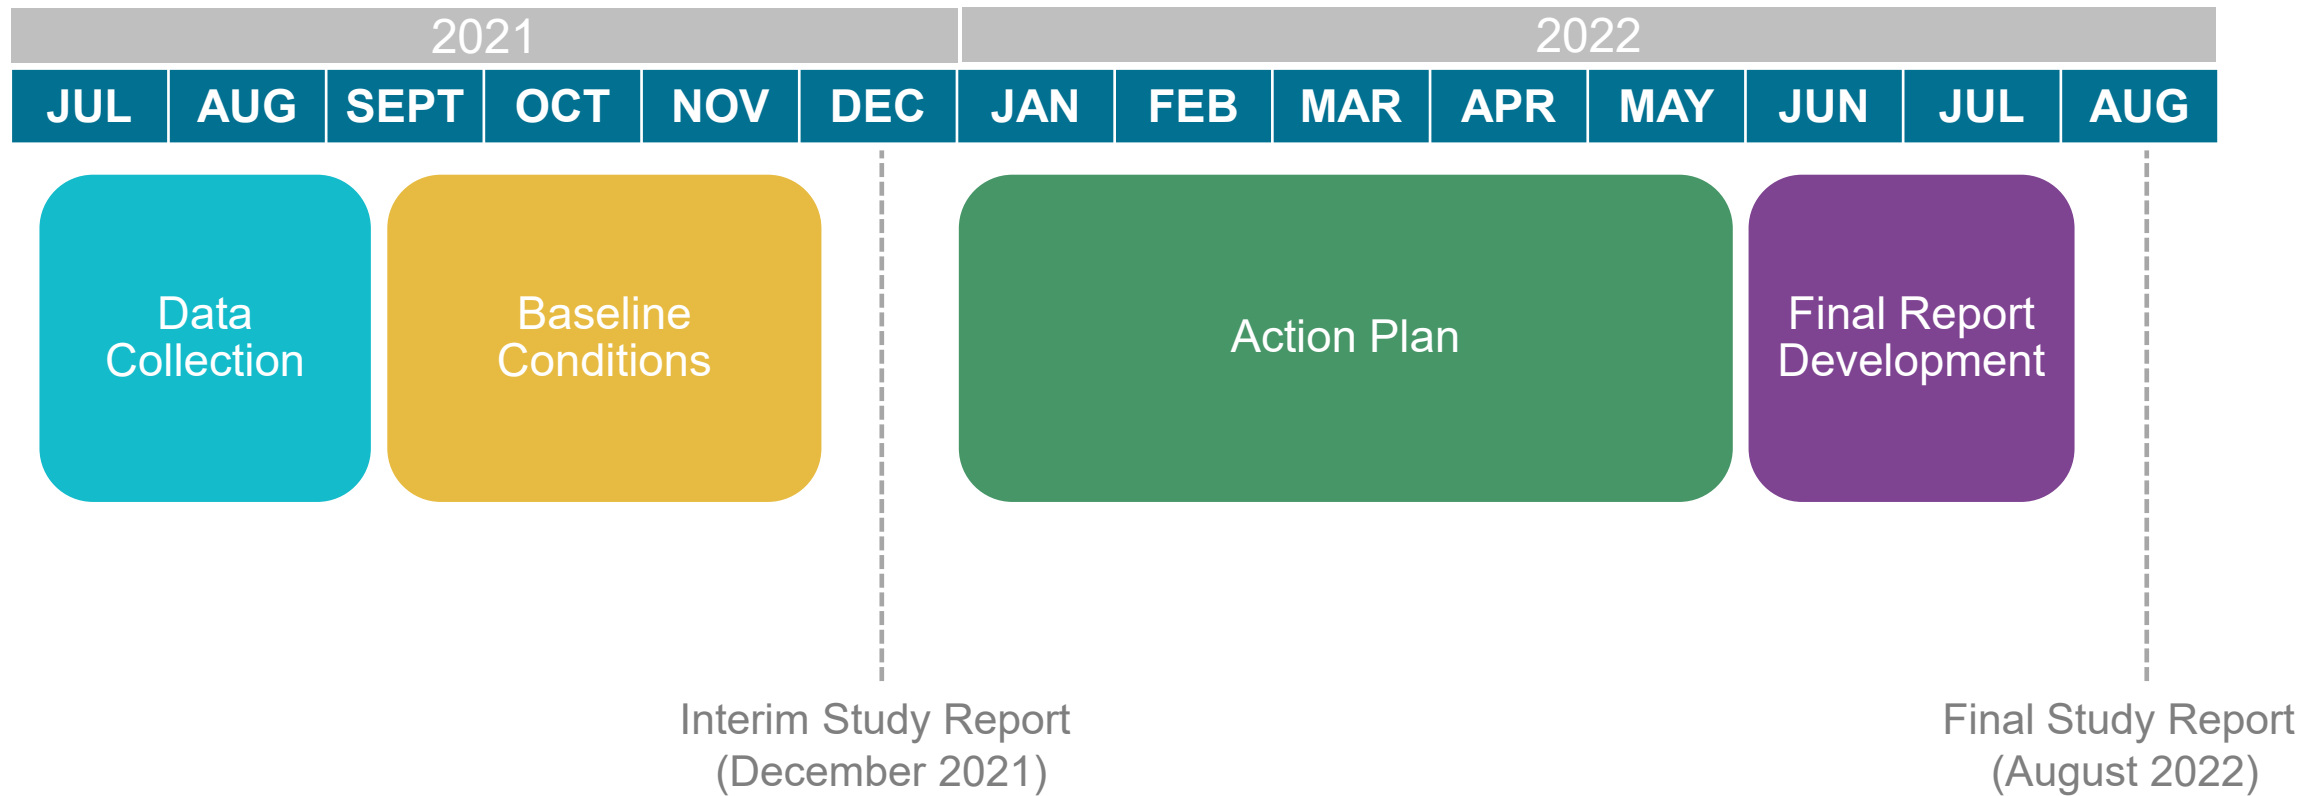 2021 2022
JUL AUG SEPT OCT NOV DEC JAN FEB MAR APR MAY JUN JUL AUG
Data
Collection
Baseline
Conditions
Action Plan
Final Report
Development
Interim Study Report
(December 2021)
Final Study Report
(August 2022)